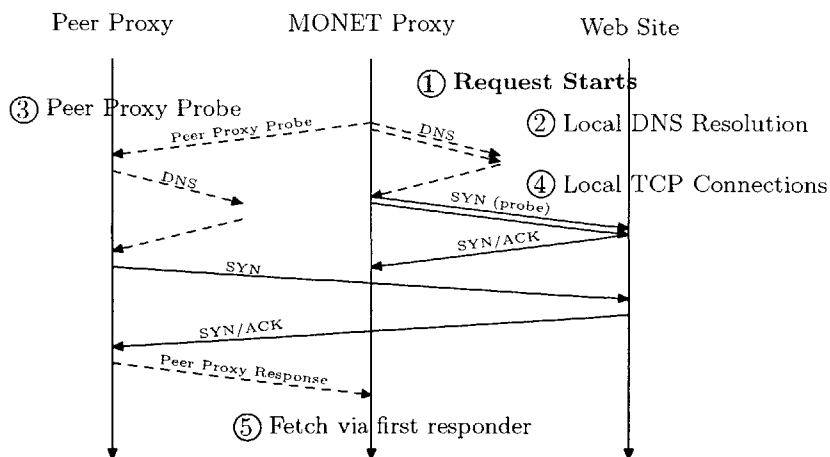 Peer Proxy MONET Proxy Web Site
① Request Starts
③ Peer Proxy Probe
Peer Proxy Probe
DNS
② Local DNS Resolution
DNS
④ Local TCP Connections
SYN (probe)
SYN/ACK
SYN
SYN/ACK
Peer Proxy Response
⑤ Fetch via first responder